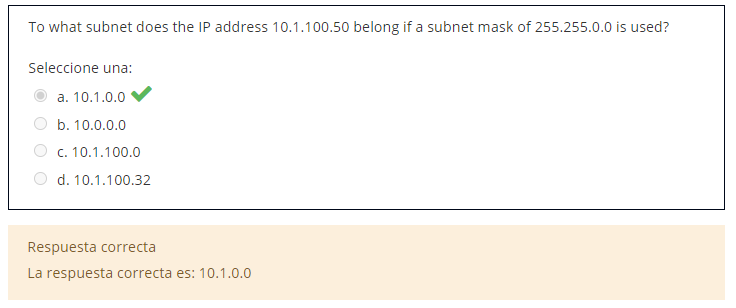 To what subnet does the IP address 10.1.100.50 belong if a subnet mask of 255.255.0.0 is used?
Seleccione una:
a. 10.1.0.0
b. 10.0.0.0
c. 10.1.100.0
d. 10.1.100.32
Respuesta correcta
La respuesta correcta es: 10.1.0.0